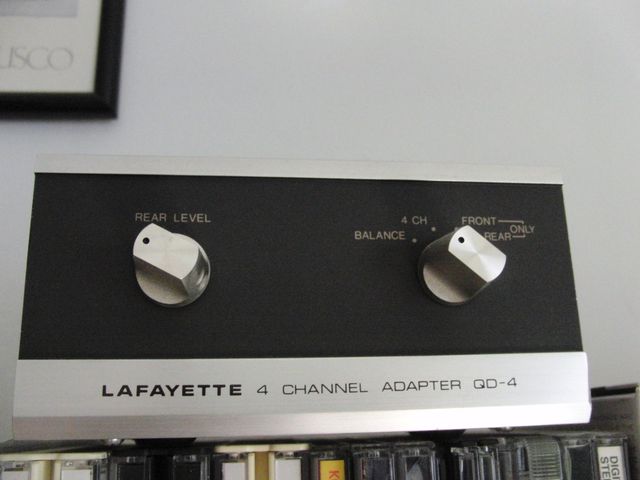 USCO
REAR LEVEL
4 CH
FRONT
BALANCE
REAR
ONLY
LAFAYETTE 4 CHANNEL ADAPTER QD-4